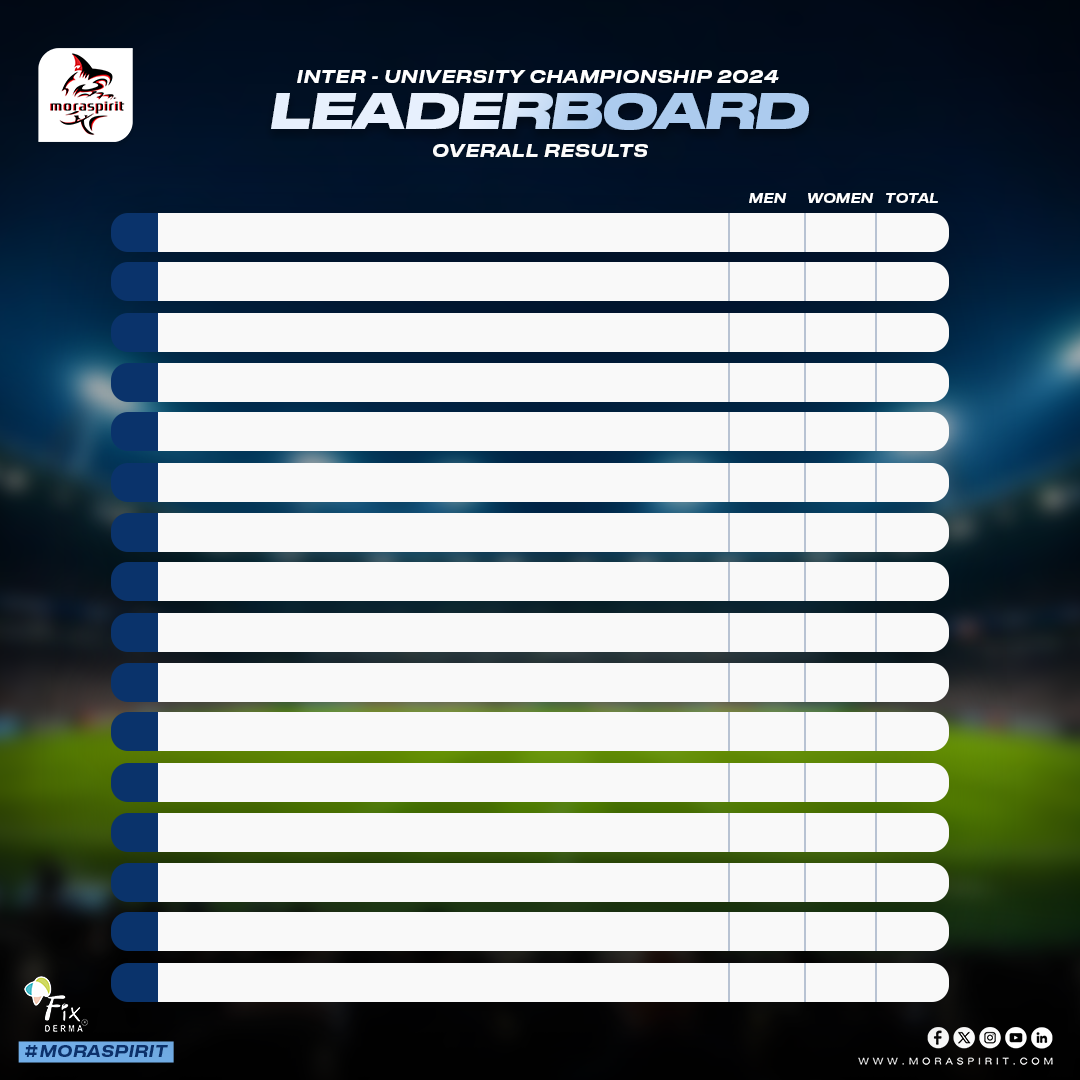 moraspirit
INTER - UNIVERSITY CHAMPIONSHIP 2024
LEADERBOARD
OVERALL RESULTS
MEN WOMEN TOTAL
Fix
DERMA
#MORASPIRIT
WWW.MORASPIRIT.COM